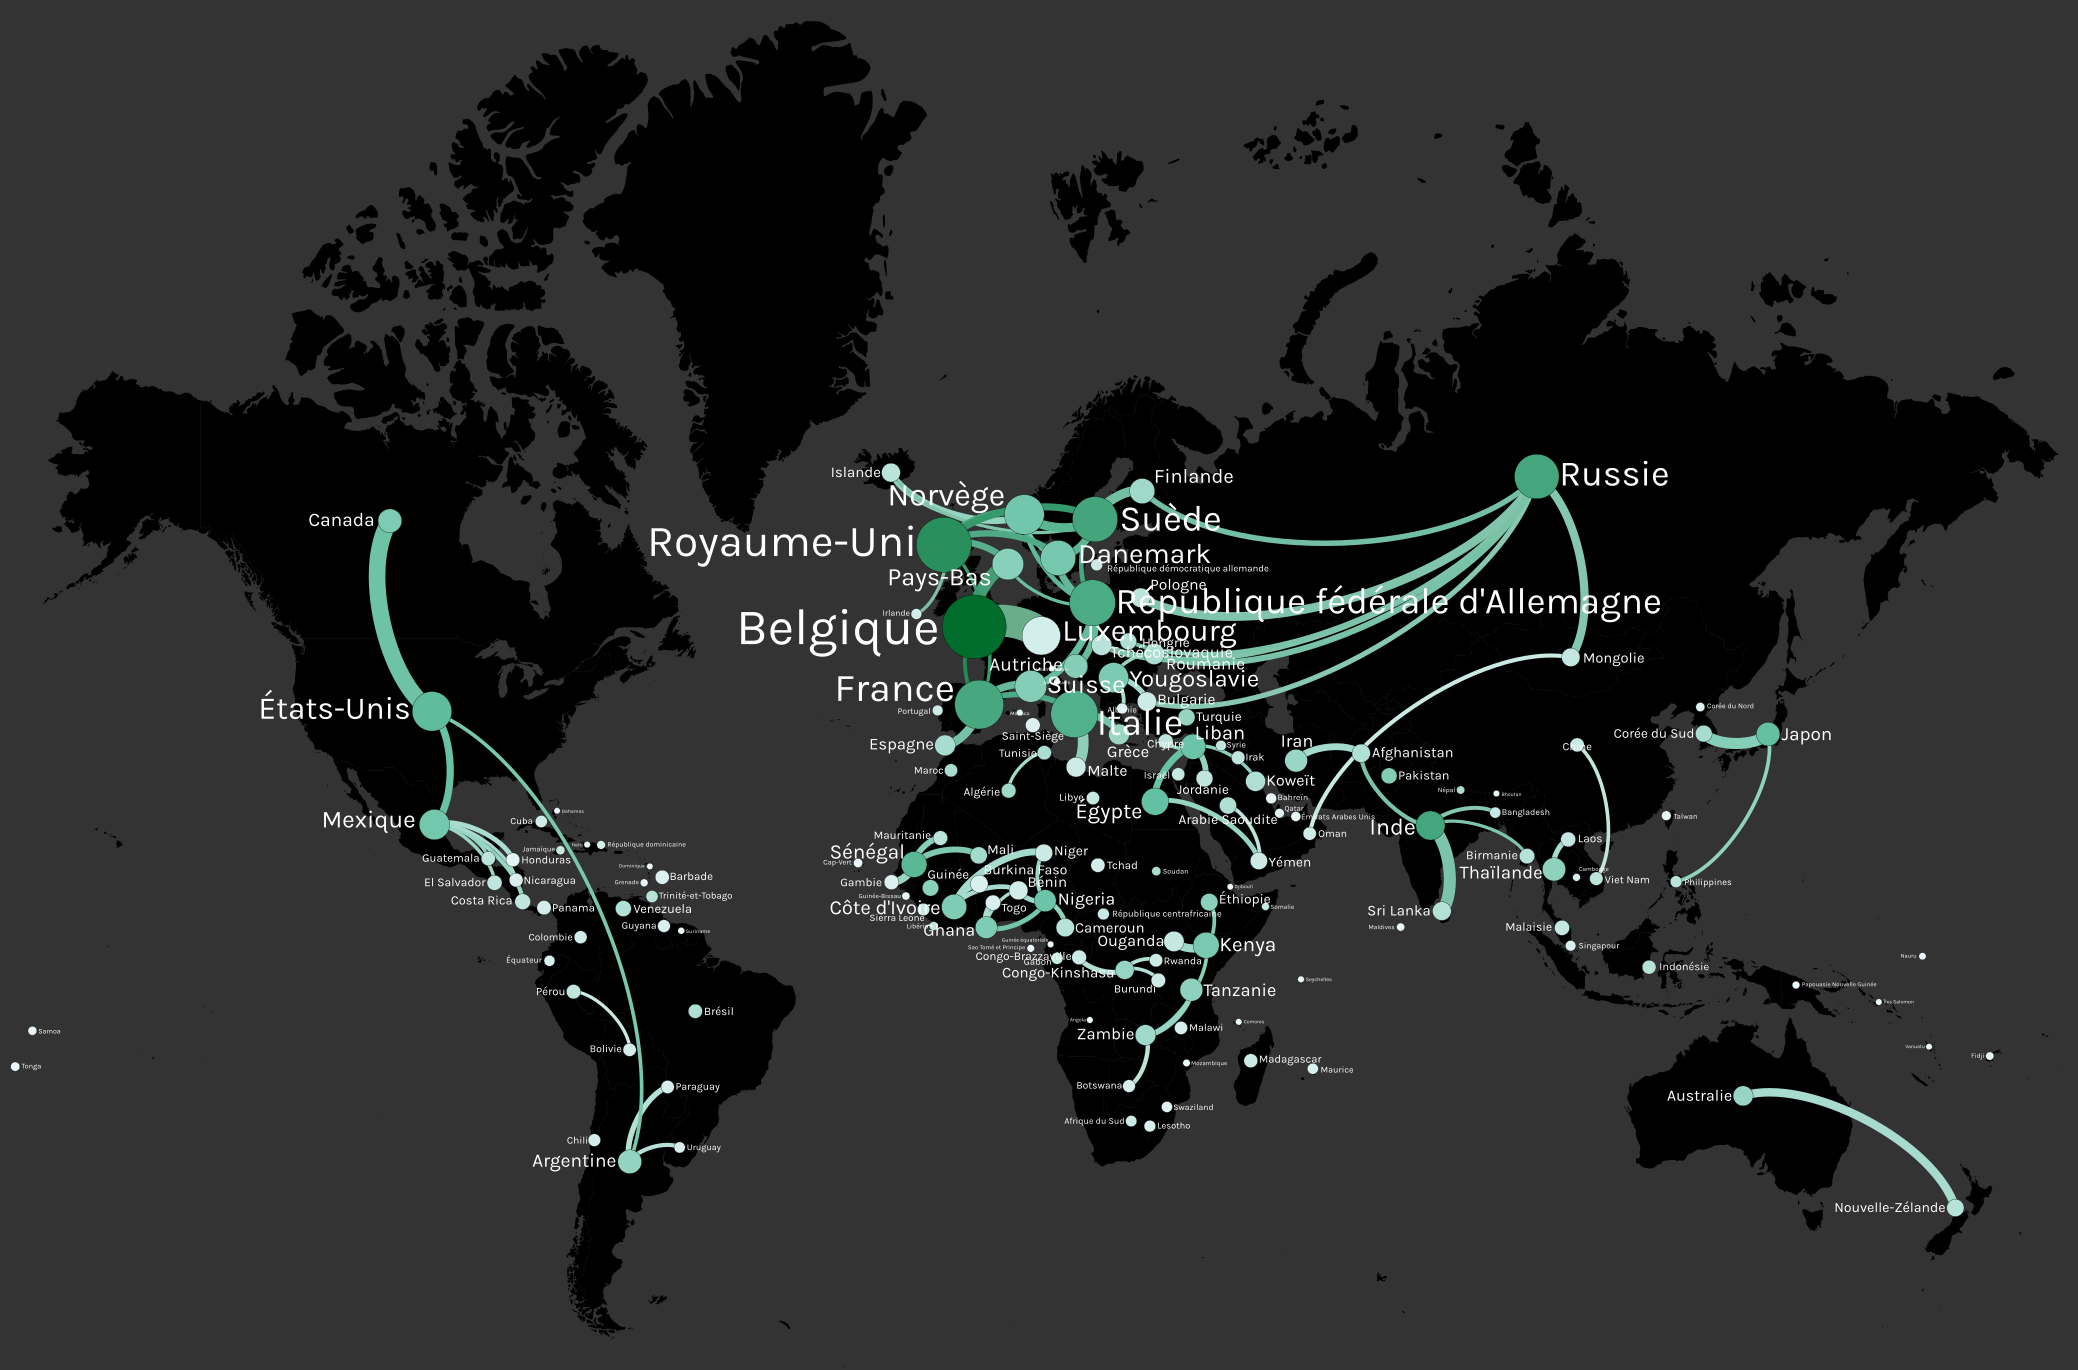 Islande
Finlande
Russie
Norvège
Suède
Canada
Royaume-Uni
Danemark
République démocratique allemande
Pays-Bas
Pologne
République fédérale d'Allemagne
Irlande
Belgique
Luxembourg
Hongrie
Tchécoslovaquie
Mongolie
Autriche
Roumanie
Yougoslavie
France
Suisse
Bulgarie
États-Unis
Portugal
Monaco
Albanie
Turquie
Corée du Nord
Italie
Saint-Siège
Liban
Corée du Sud
Japon
Espagne
Chypre
Syrie
Iran
Chine
Grèce
Tunisie
Afghanistan
Irak
Maroc
Malte
Israël
Pakistan
Koweït
Jordanie
Algérie
Libye
Bahreïn
Népal
Bhoutan
Qatar
Bahamas
Égypte
Arabie Saoudite
Émirats Arabes Unis
Bangladesh
Taïwan
Mexique
Cuba
Inde
Oman
Mauritanie
Laos
Jamaïque
Haïti
République dominicaine
Sénégal
Mali
Niger
Guatemala
Honduras
Birmanie
Cap-Vert
Yémen
Dominique
Tchad
Burkina Faso
Soudan
Thaïlande
Cambodge
Barbade
Guinée
El Salvador
Nicaragua
Grenade
Gambie
Bénin
Djibouti
Viet Nam
Philippines
Trinité-et-Tobago
Guinée-Bissau
Costa Rica
Panama
Venezuela
Côte d'Ivoire
Togo
Nigeria
Éthiopie
Somalie
Sri Lanka
Sierra Leone
République centrafricaine
Guyana
Suriname
Libéria
Ghana
Cameroun
Maldives
Malaisie
Colombie
Guinée équatoriale
Ouganda
Kenya
Sao Tomé et Principe
Singapour
Équateur
Congo-Brazzaville
Gabon
Rwanda
Nauru
Indonésie
Congo-Kinshasa
Seychelles
Papouasie Nouvelle Guinée
Pérou
Burundi
Tanzanie
Îles Salomon
Brésil
Angola
Comores
Samoa
Zambie
Malawi
Bolivie
Vanuatu
Fidji
Madagascar
Mozambique
Tonga
Maurice
Paraguay
Botswana
Australie
Swaziland
Afrique du Sud
Lesotho
Chili
Uruguay
Argentine
Nouvelle-Zélande